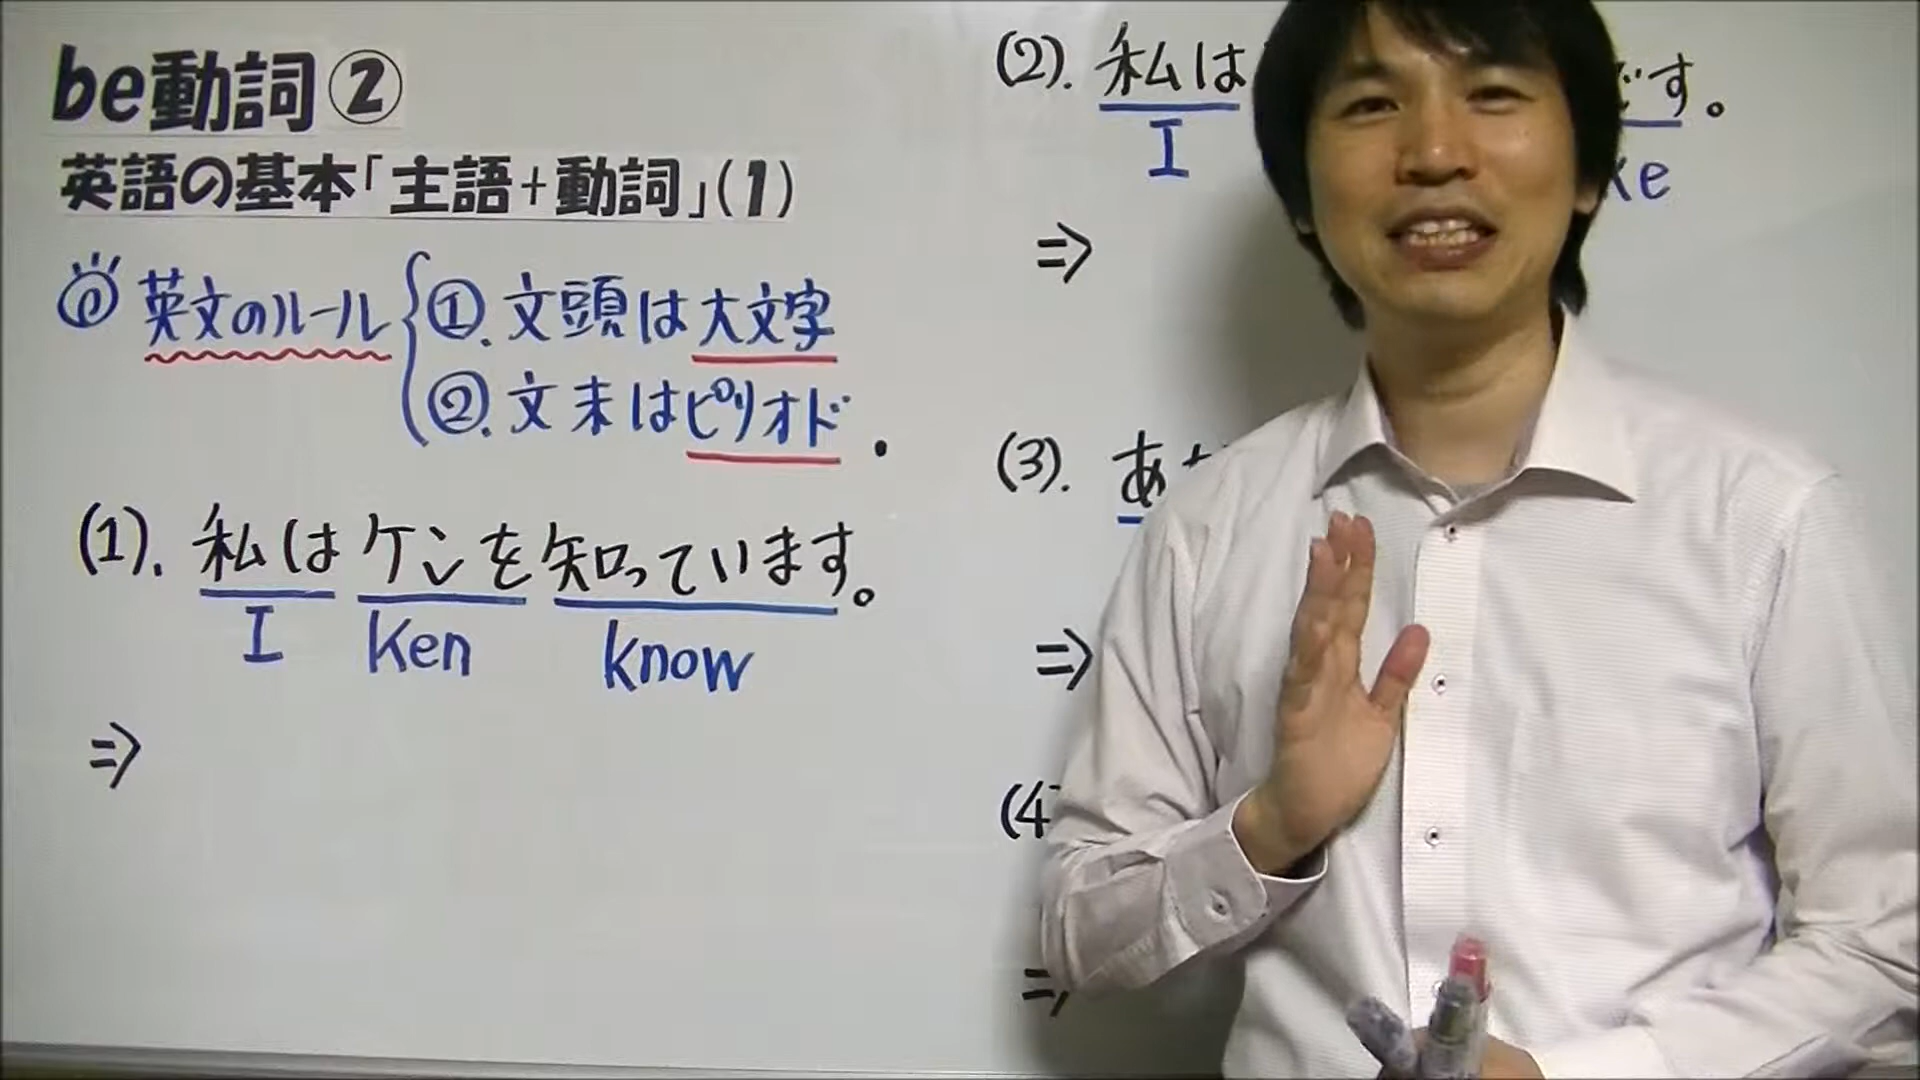 be動詞②
英語の基本「主語+動詞」(1)
英文のルール
①.文頭は大文字
②.文末はピリオド .
(1). 私はケンを知っています。
I Ken know
⇒
(2). 私は です。
I ke
⇒
(3). あ
⇒
(4
⇒